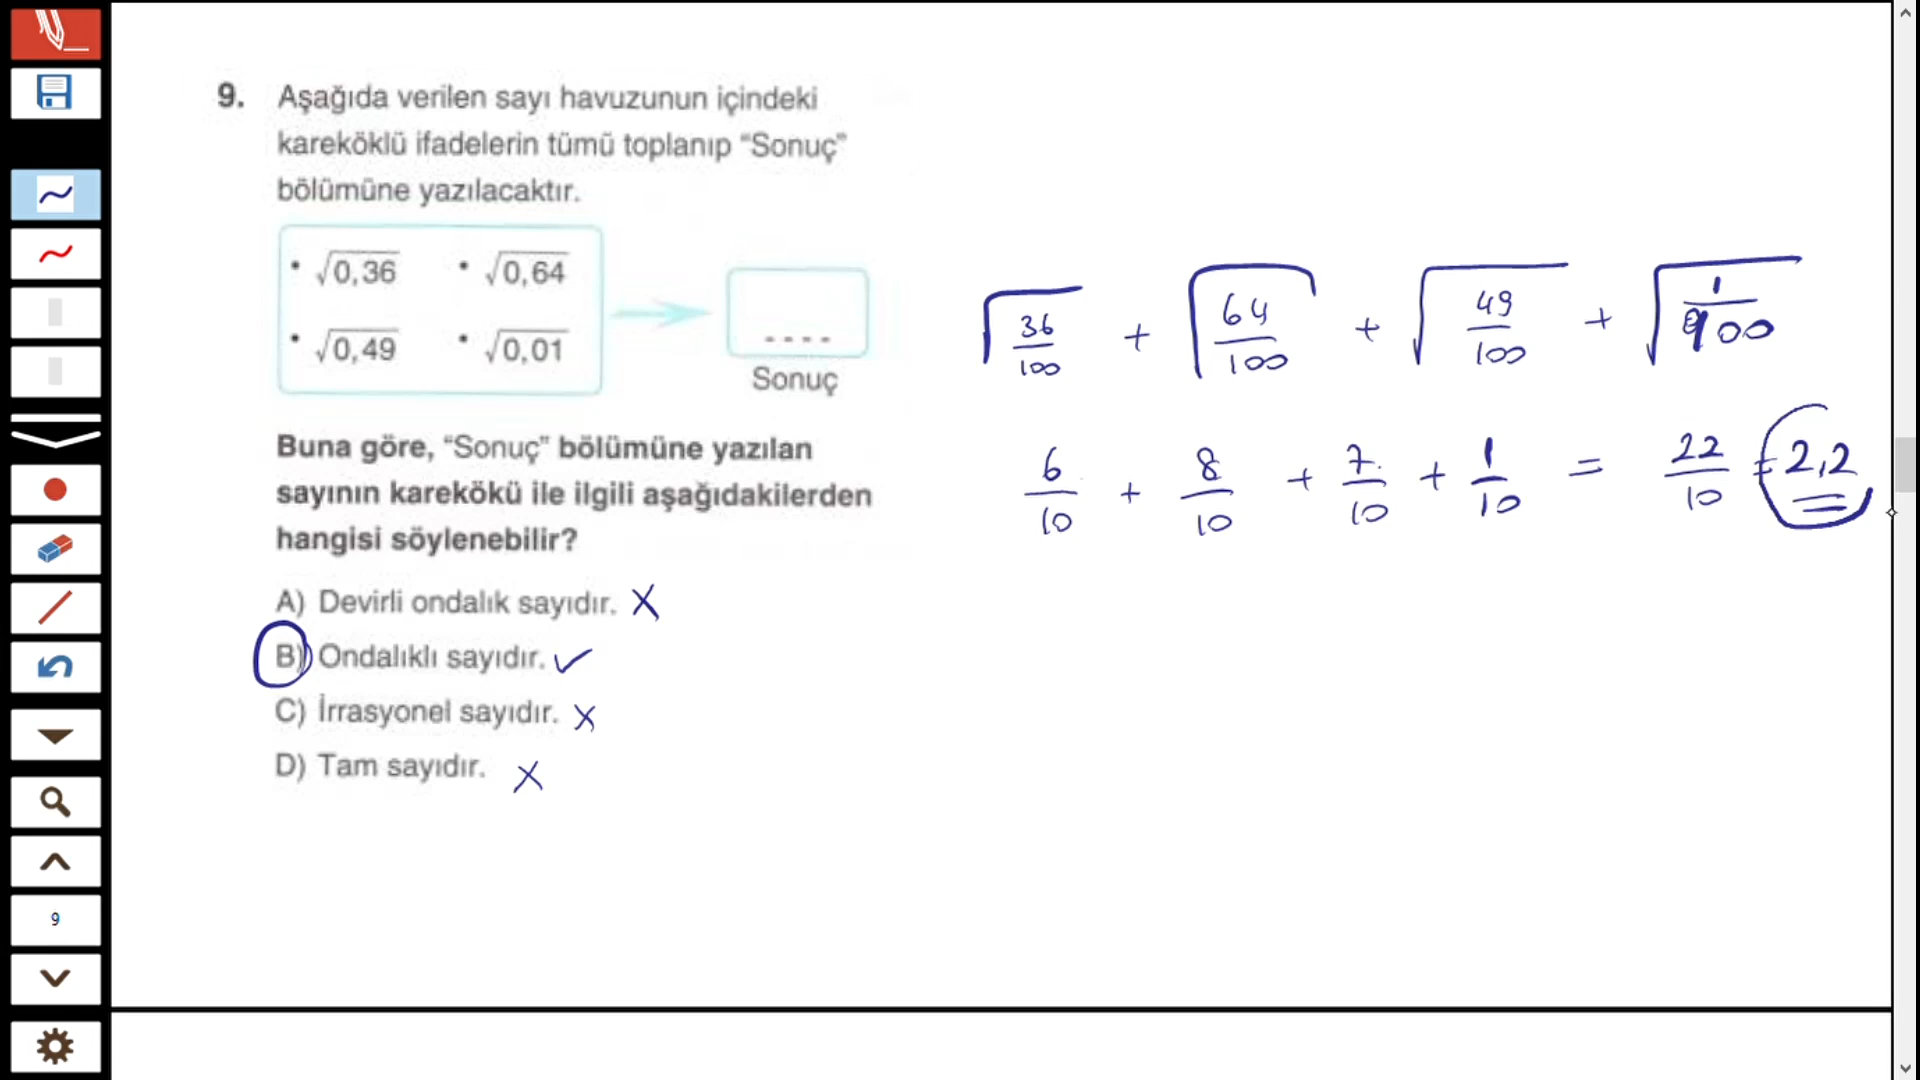 9. Aşağıda verilen sayı havuzunun içindeki
kareköklü ifadelerin tümü toplanıp “Sonuç”
bölümüne yazılacaktır.
• √0,36 • √0,64
• √0,49 • √0,01
....
Sonuç
√36/100 + √64/100 + √49/100 + √1/100
6/10 + 8/10 + 7/10 + 1/10 = 22/10 = 2,2
Buna göre, “Sonuç” bölümüne yazılan
sayının karekökü ile ilgili aşağıdakilerden
hangisi söylenebilir?
A) Devirli ondalık sayıdır. X
B) Ondalıklı sayıdır. ✓
C) İrrasyonel sayıdır. X
D) Tam sayıdır. X
9